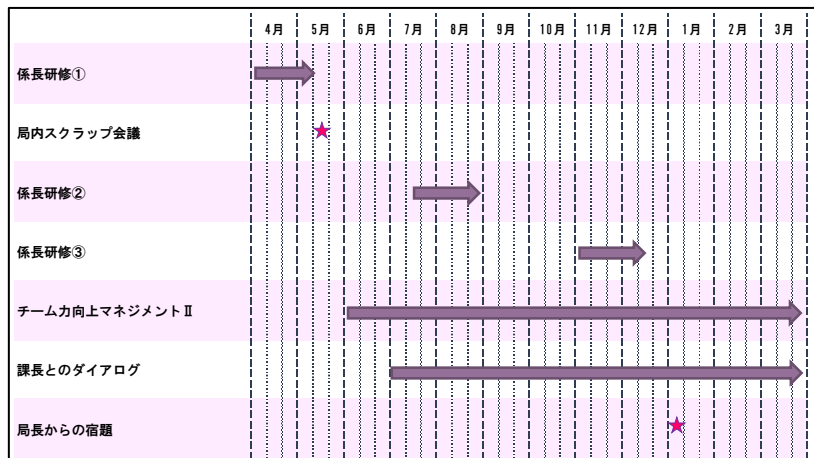 4月 5月 6月 7月 8月 9月 10月 11月 12月 1月 2月 3月
係長研修①
局内スクラップ会議
係長研修②
係長研修③
チーム力向上マネジメントⅡ
課長とのダイアログ
局長からの宿題